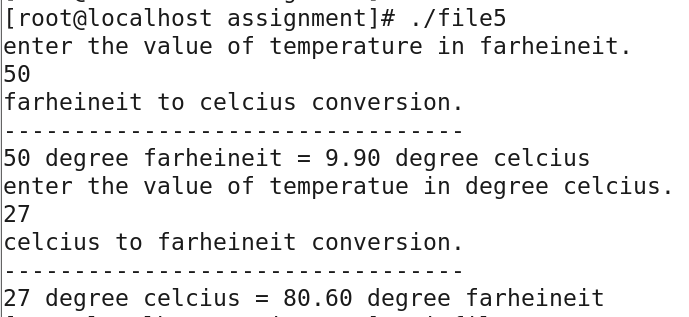 [root@localhost assignment]# ./file5
enter the value of temperature in farheineit.
50
farheineit to celcius conversion.
---------------------------------
50 degree farheineit = 9.90 degree celcius
enter the value of temperatue in degree celcius.
27
celcius to farheineit conversion.
---------------------------------
27 degree celcius = 80.60 degree farheineit